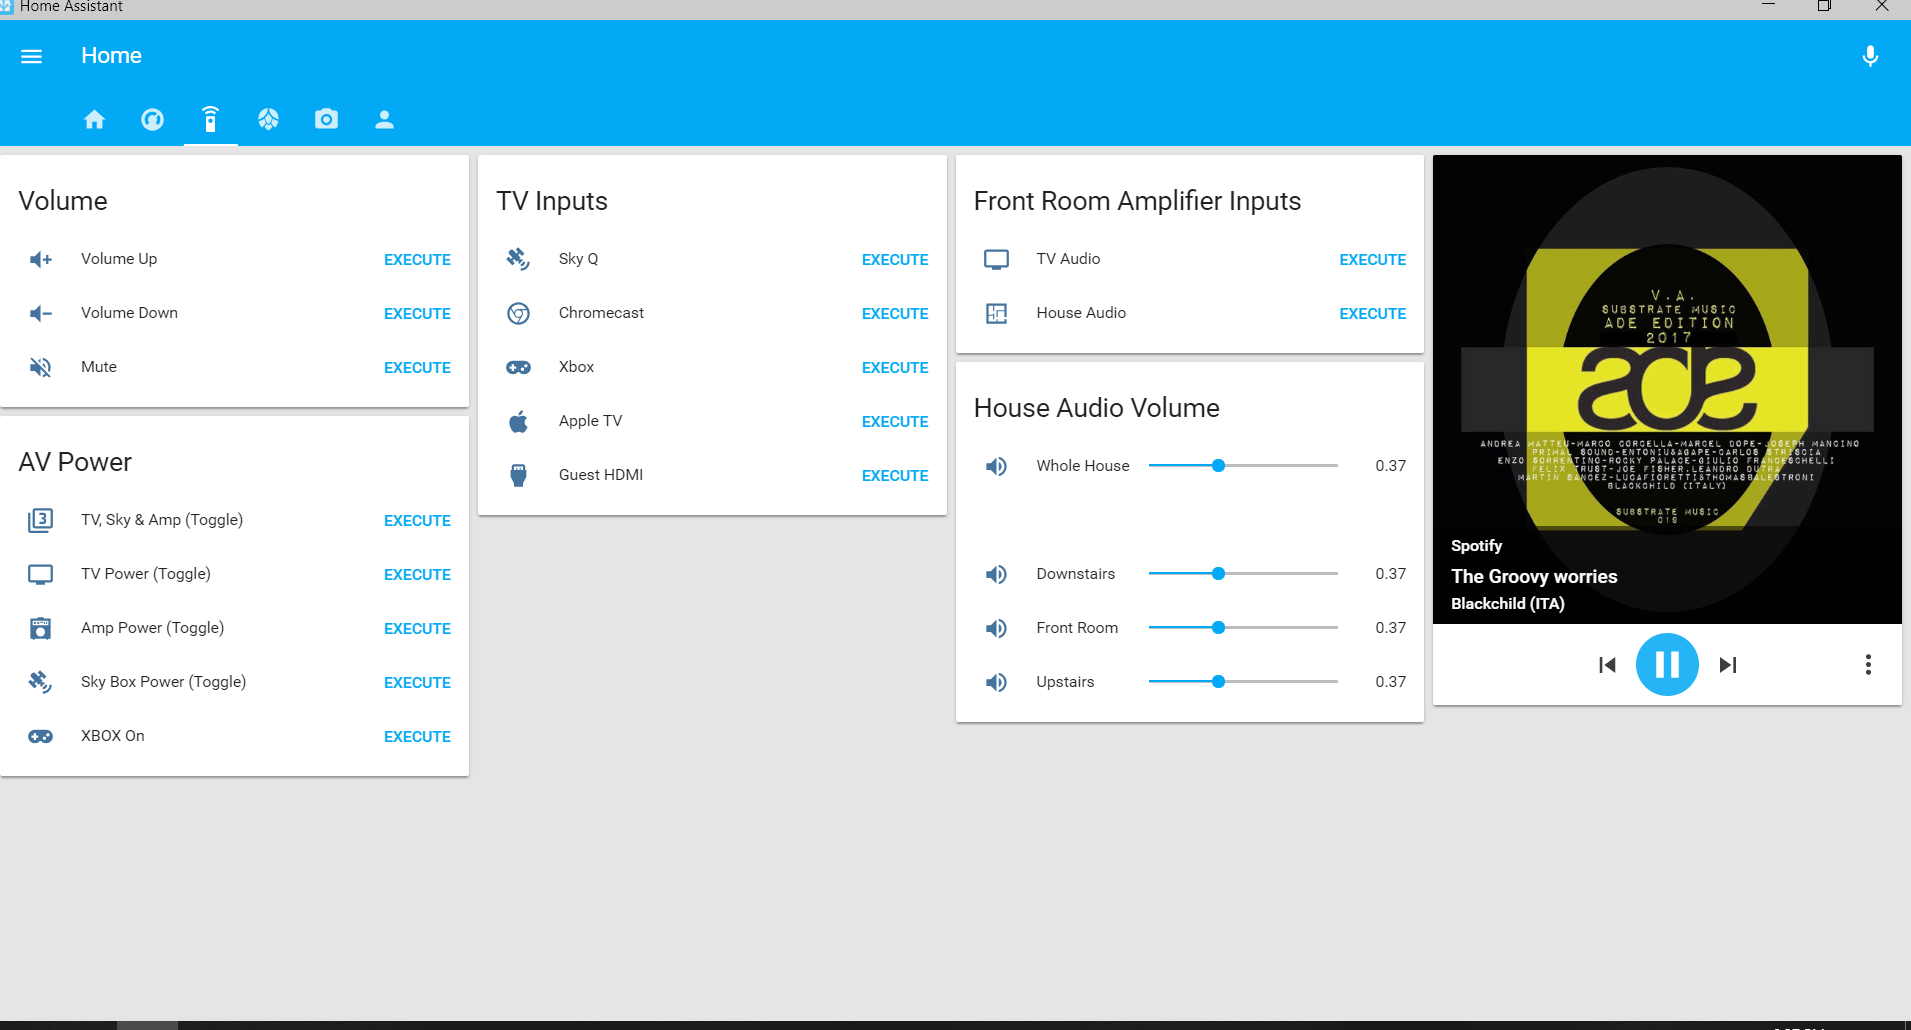 Home Assistant
Home
Volume
Volume Up EXECUTE
Volume Down EXECUTE
Mute EXECUTE
AV Power
TV, Sky & Amp (Toggle) EXECUTE
TV Power (Toggle) EXECUTE
Amp Power (Toggle) EXECUTE
Sky Box Power (Toggle) EXECUTE
XBOX On EXECUTE
TV Inputs
Sky Q EXECUTE
Chromecast EXECUTE
Xbox EXECUTE
Apple TV EXECUTE
Guest HDMI EXECUTE
Front Room Amplifier Inputs
TV Audio EXECUTE
House Audio EXECUTE
House Audio Volume
Whole House 0.37
Downstairs 0.37
Front Room 0.37
Upstairs 0.37
V.A.
SUBSTRATE MUSIC
ADE EDITION
2017
ANDREA MATTEU-MARCO CORCELLA-MARCEL DOPE-JOSEPH MANCINO
PRIMAL SOUND-ENTONIU&AGAPE-CARLOS STRISCIA
ENZO SORRENTINO-ROCKY PALACE-GIULIO FRANCESCHELLI
FELIX TRUST-JOE FISHER,LEANDRO DUTRA
MARTIN SANCEZ-LUCAFIORETTI&THOMASBALESTRONI
BLACKCHILD (ITALY)
SUBSTRATE MUSIC
019
Spotify
The Groovy worries
Blackchild (ITA)